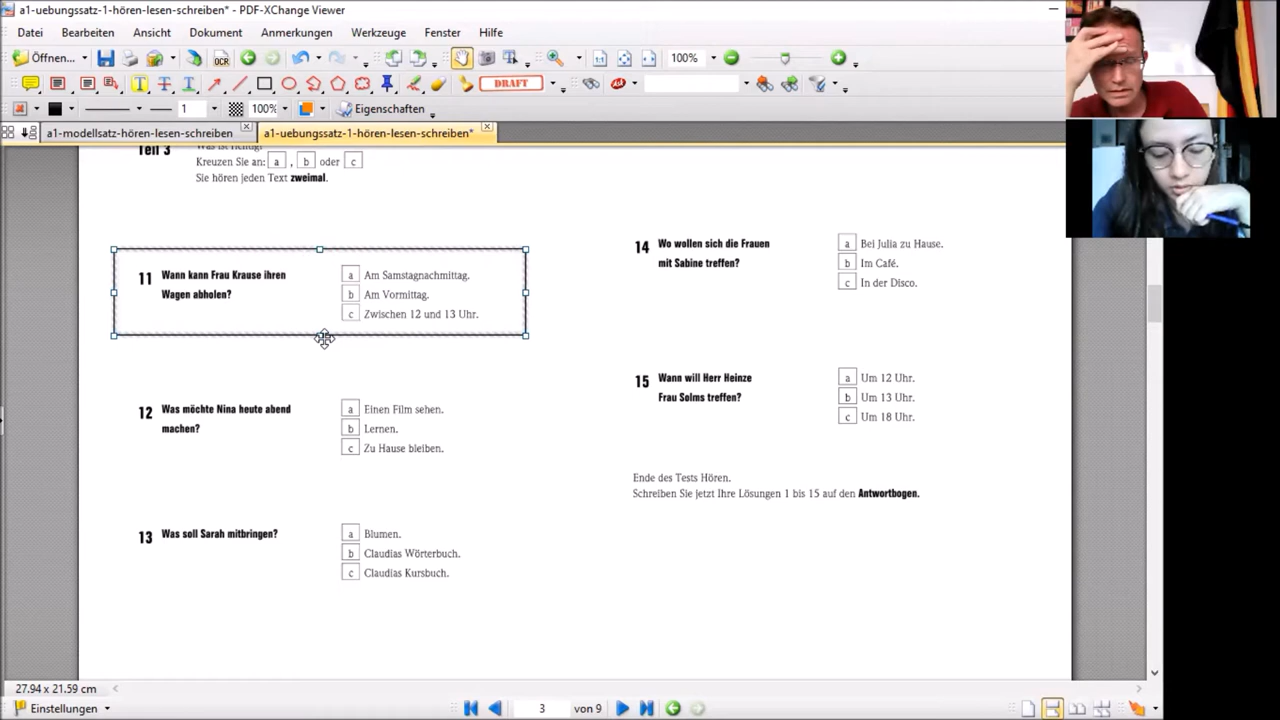 a1-uebungssatz-1-hören-lesen-schreiben* - PDF-XChange Viewer
Datei Bearbeiten Ansicht Dokument Anmerkungen Werkzeuge Fenster Hilfe
Öffnen... OCR 100%
DRAFT
1 100% Eigenschaften
a1-modellsatz-hören-lesen-schreiben a1-uebungssatz-1-hören-lesen-schreiben*
Teil 3 Was ist richtig?
Kreuzen Sie an: a , b oder c
Sie hören jeden Text zweimal.
11 Wann kann Frau Krause ihren
Wagen abholen?
a Am Samstagnachmittag.
b Am Vormittag.
c Zwischen 12 und 13 Uhr.
12 Was möchte Nina heute abend
machen?
a Einen Film sehen.
b Lernen.
c Zu Hause bleiben.
13 Was soll Sarah mitbringen?
a Blumen.
b Claudias Wörterbuch.
c Claudias Kursbuch.
14 Wo wollen sich die Frauen
mit Sabine treffen?
a Bei Julia zu Hause.
b Im Café.
c In der Disco.
15 Wann will Herr Heinze
Frau Solms treffen?
a Um 12 Uhr.
b Um 13 Uhr.
c Um 18 Uhr.
Ende des Tests Hören.
Schreiben Sie jetzt Ihre Lösungen 1 bis 15 auf den Antwortbogen.
27.94 x 21.59 cm
Einstellungen 3 von 9